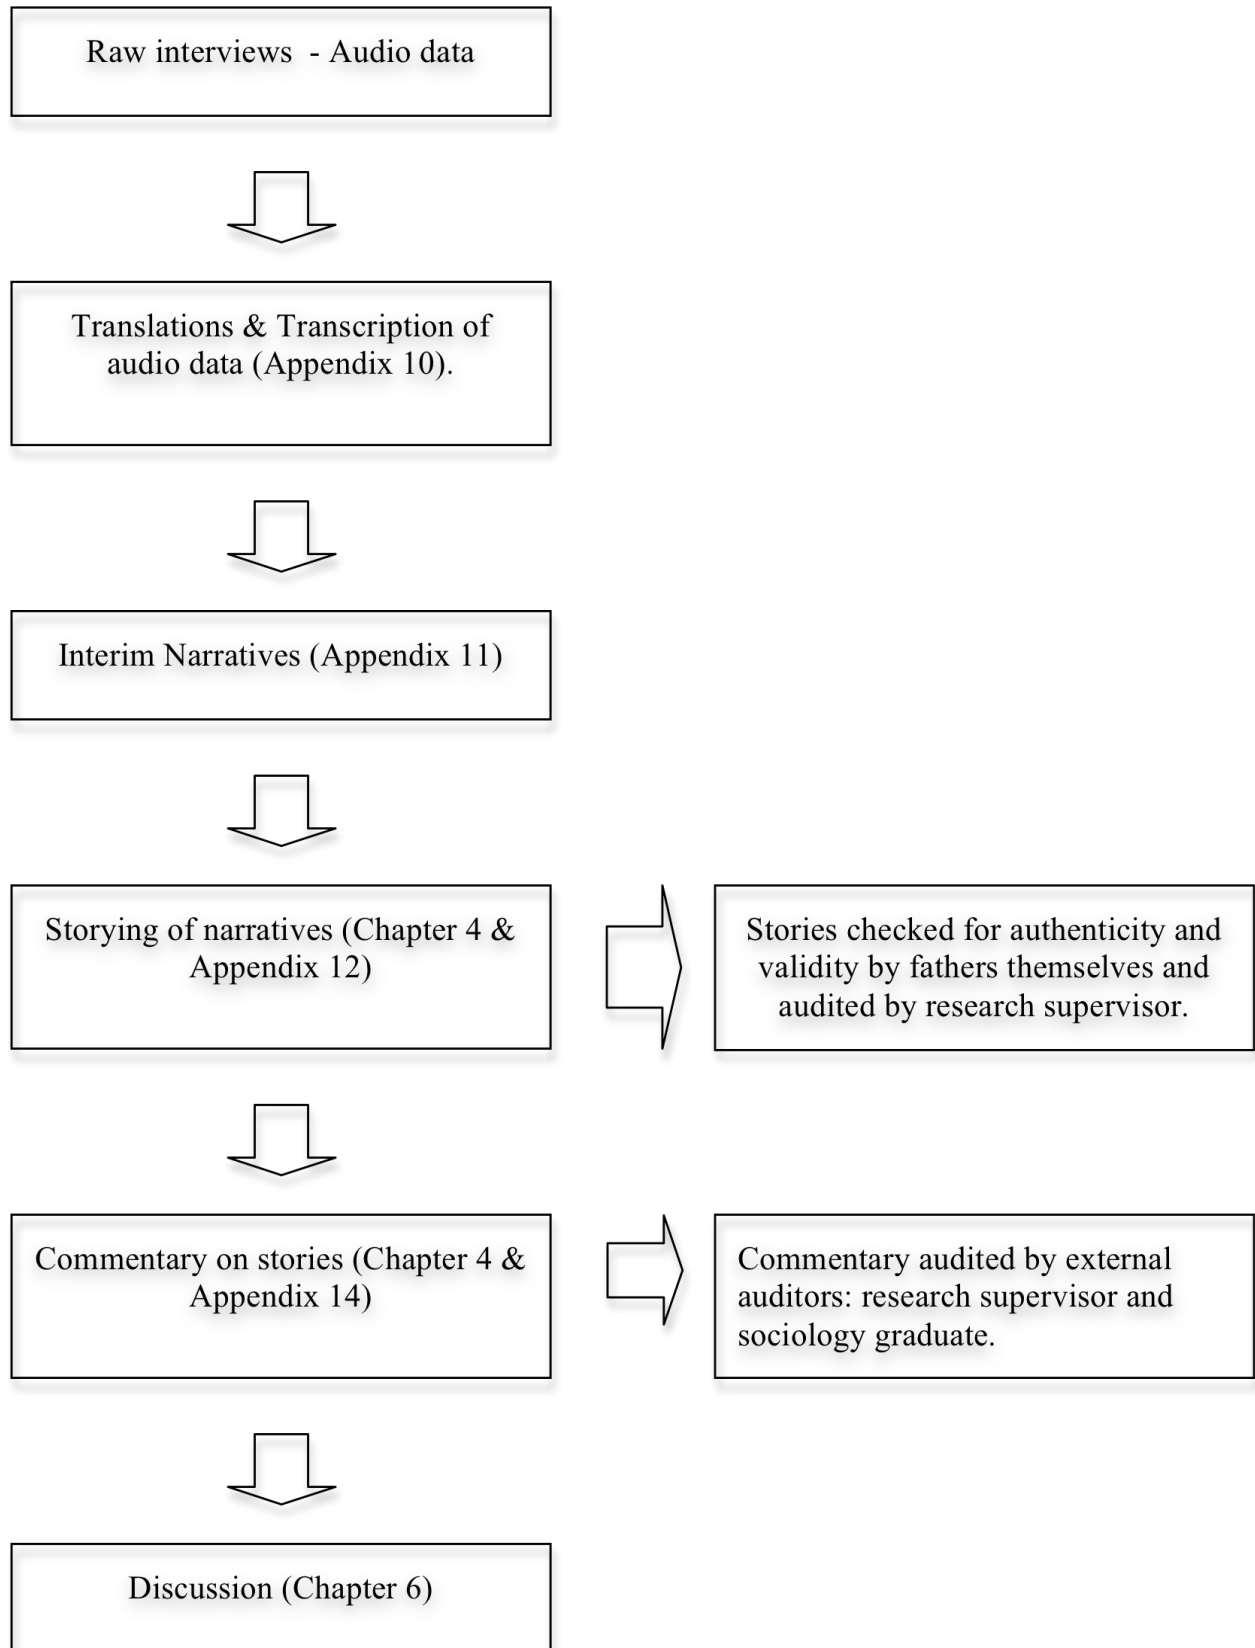 Raw interviews  - Audio data
Translations & Transcription of
audio data (Appendix 10).
Interim Narratives (Appendix 11)
Storying of narratives (Chapter 4 &
Appendix 12)
Stories checked for authenticity and
validity by fathers themselves and
audited by research supervisor.
Commentary on stories (Chapter 4 &
Appendix 14)
Commentary audited by external
auditors: research supervisor and
sociology graduate.
Discussion (Chapter 6)